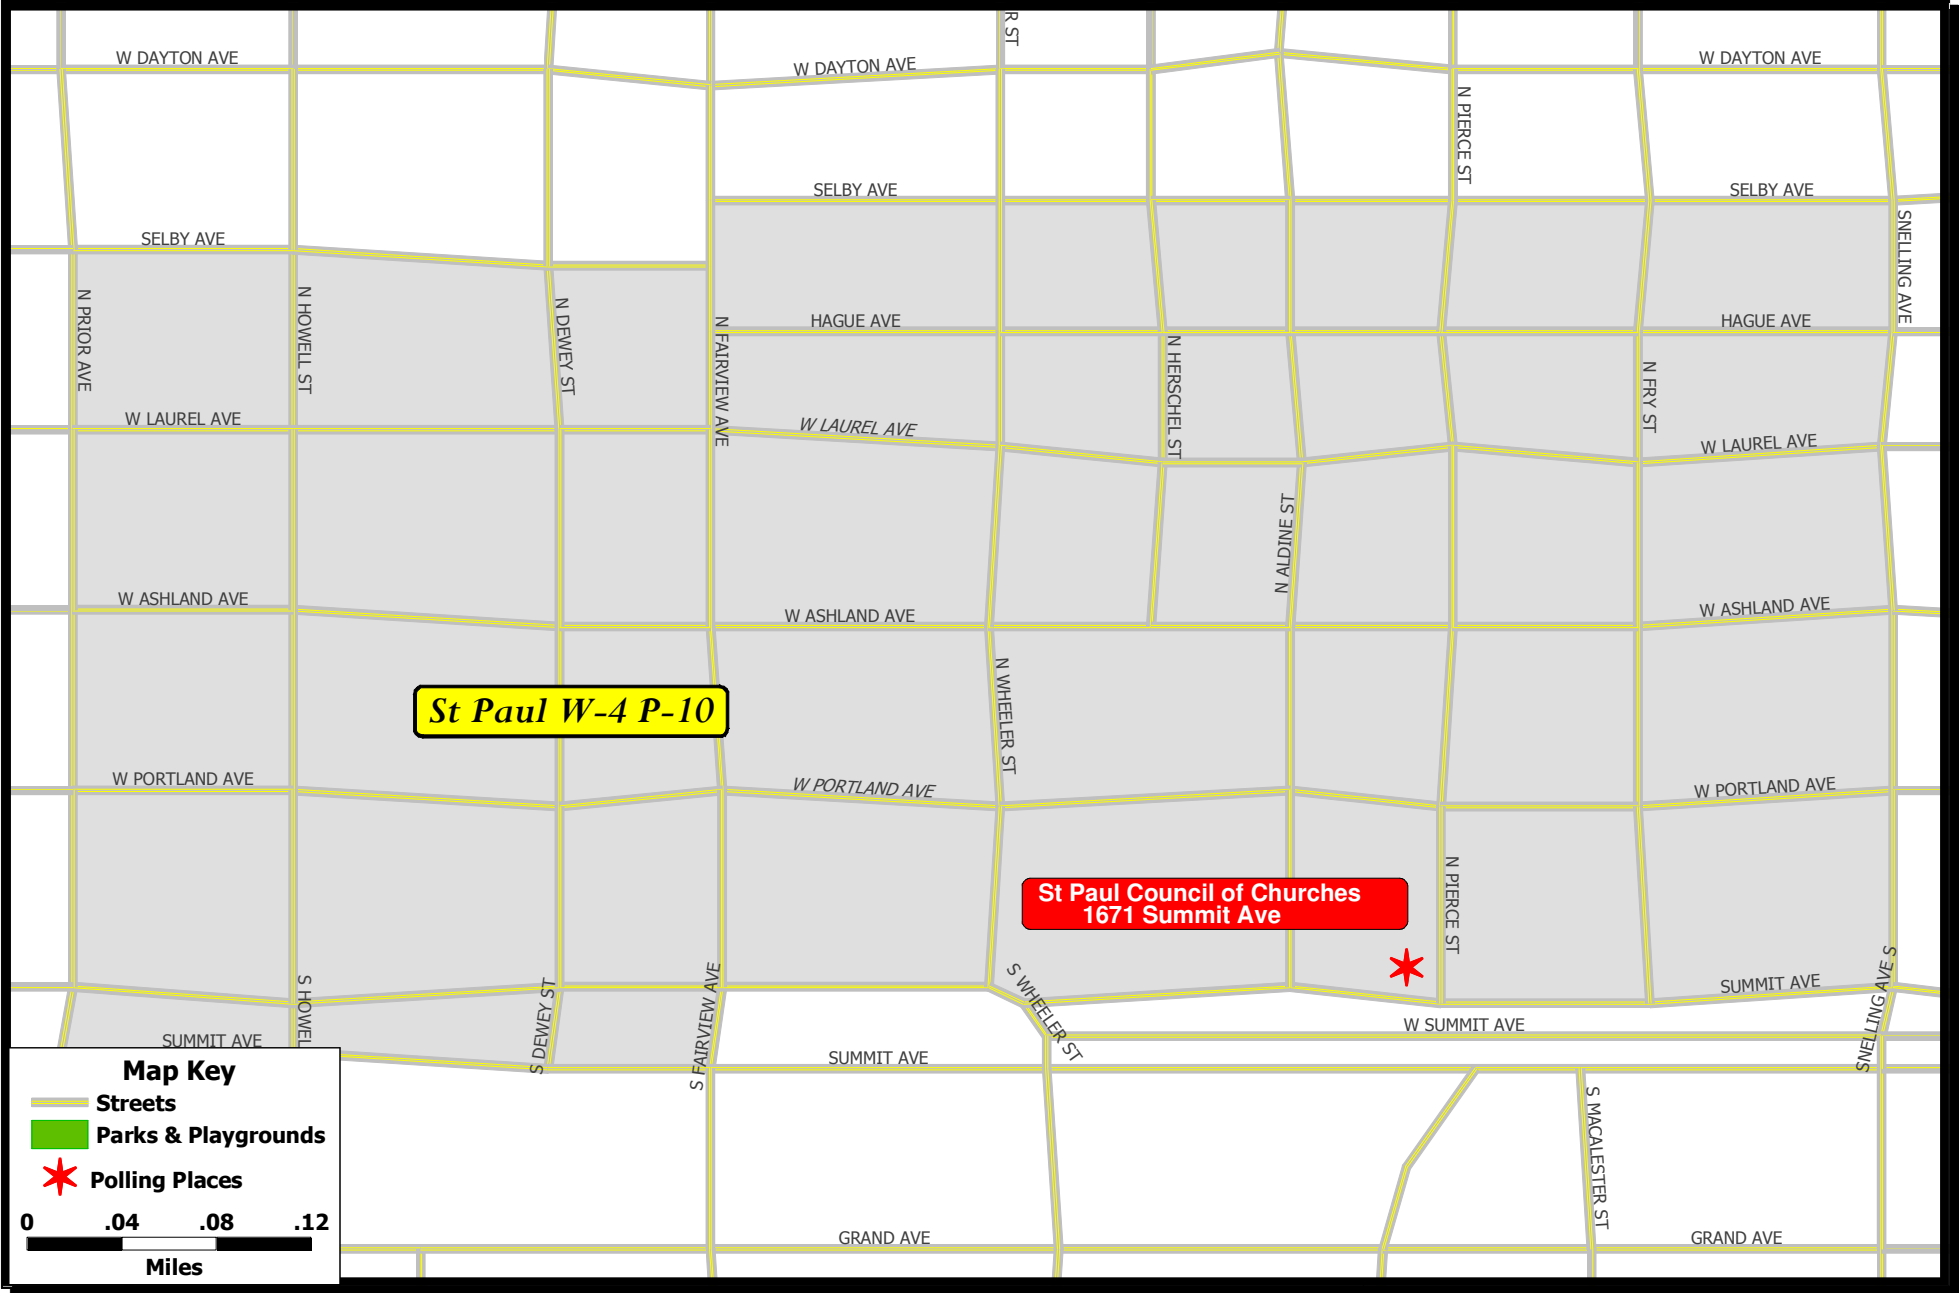 R ST
W DAYTON AVE
W DAYTON AVE
W DAYTON AVE
N PIERCE ST
SELBY AVE
SELBY AVE
SELBY AVE
SNELLING AVE
N PRIOR AVE
N HOWELL ST
N DEWEY ST
N FAIRVIEW AVE
HAGUE AVE
HAGUE AVE
N HERSCHEL ST
N FRY ST
W LAUREL AVE
W LAUREL AVE
W LAUREL AVE
N ALDINE ST
W ASHLAND AVE
W ASHLAND AVE
W ASHLAND AVE
N WHEELER ST
St Paul W-4 P-10
W PORTLAND AVE
W PORTLAND AVE
W PORTLAND AVE
St Paul Council of Churches
1671 Summit Ave
N PIERCE ST
S HOWEL
S DEWEY ST
S FAIRVIEW AVE
S WHEELER ST
SUMMIT AVE
SNELLING AVE S
W SUMMIT AVE
SUMMIT AVE
SUMMIT AVE
S MACALESTER ST
GRAND AVE
GRAND AVE
Map Key
Streets
Parks & Playgrounds
Polling Places
0 .04 .08 .12
Miles